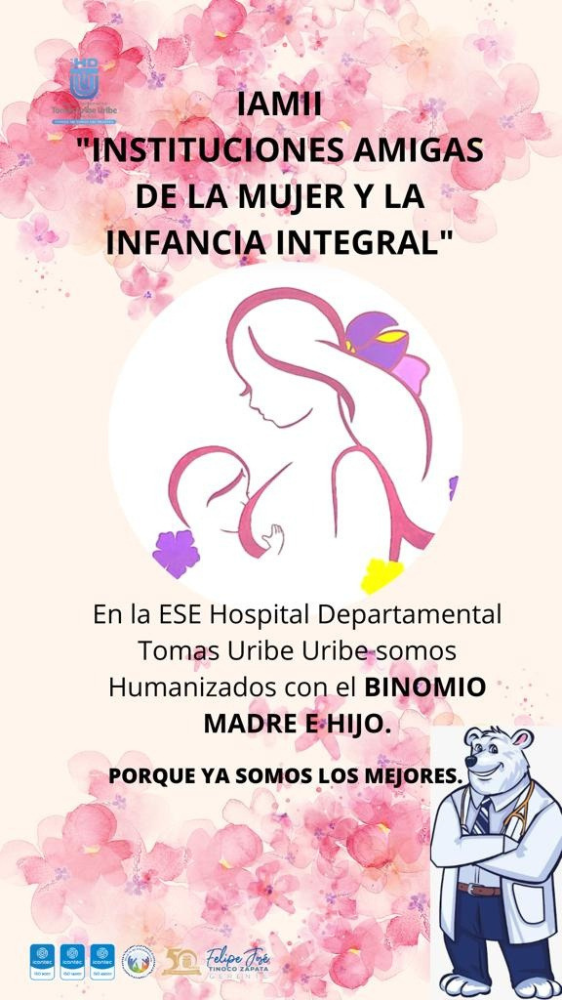 HD
Tomas Uribe Uribe
IAMII
"INSTITUCIONES AMIGAS
DE LA MUJER Y LA
INFANCIA INTEGRAL"
En la ESE Hospital Departamental
Tomas Uribe Uribe somos
Humanizados con el BINOMIO
MADRE E HIJO.
PORQUE YA SOMOS LOS MEJORES.
icontec icontec icontec
50
Felipe José
TINOCO ZAPATA
GERENTE